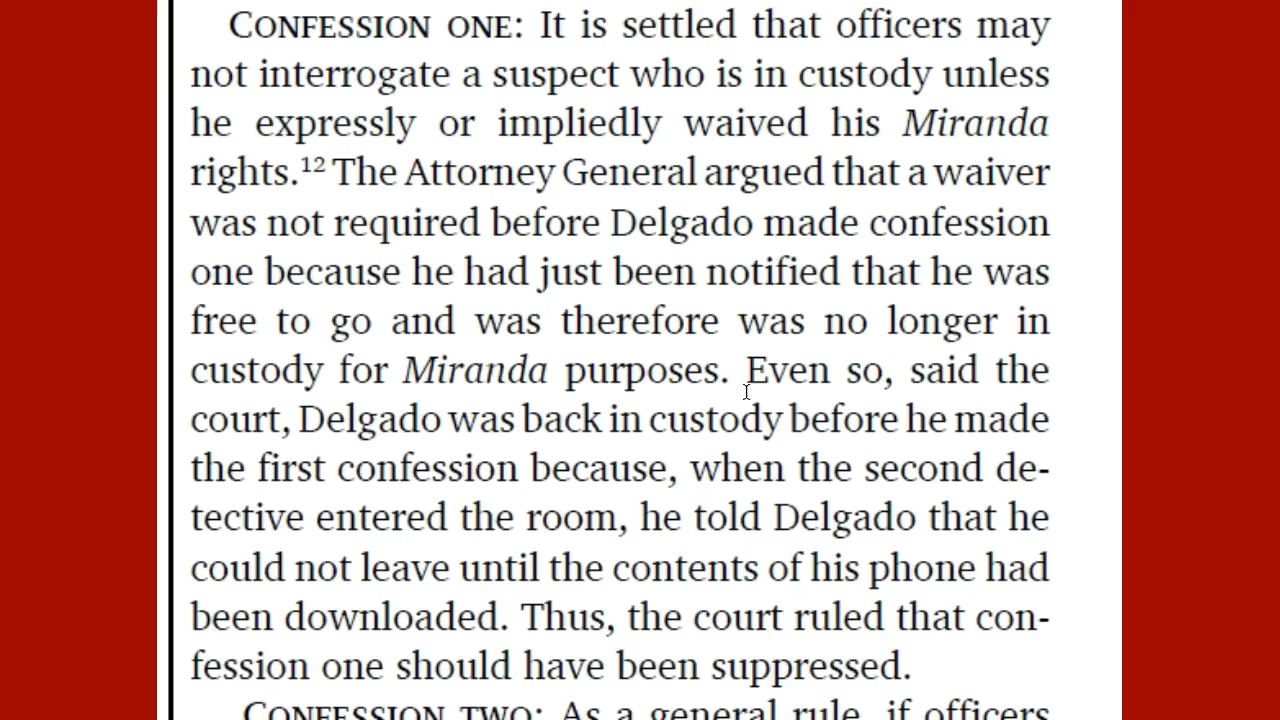 CONFESSION ONE: It is settled that officers may
not interrogate a suspect who is in custody unless
he expressly or impliedly waived his Miranda
rights.¹² The Attorney General argued that a waiver
was not required before Delgado made confession
one because he had just been notified that he was
free to go and was therefore was no longer in
custody for Miranda purposes. Even so, said the
court, Delgado was back in custody before he made
the first confession because, when the second de-
tective entered the room, he told Delgado that he
could not leave until the contents of his phone had
been downloaded. Thus, the court ruled that con-
fession one should have been suppressed.
CONFESSION TWO: As a general rule, if officers